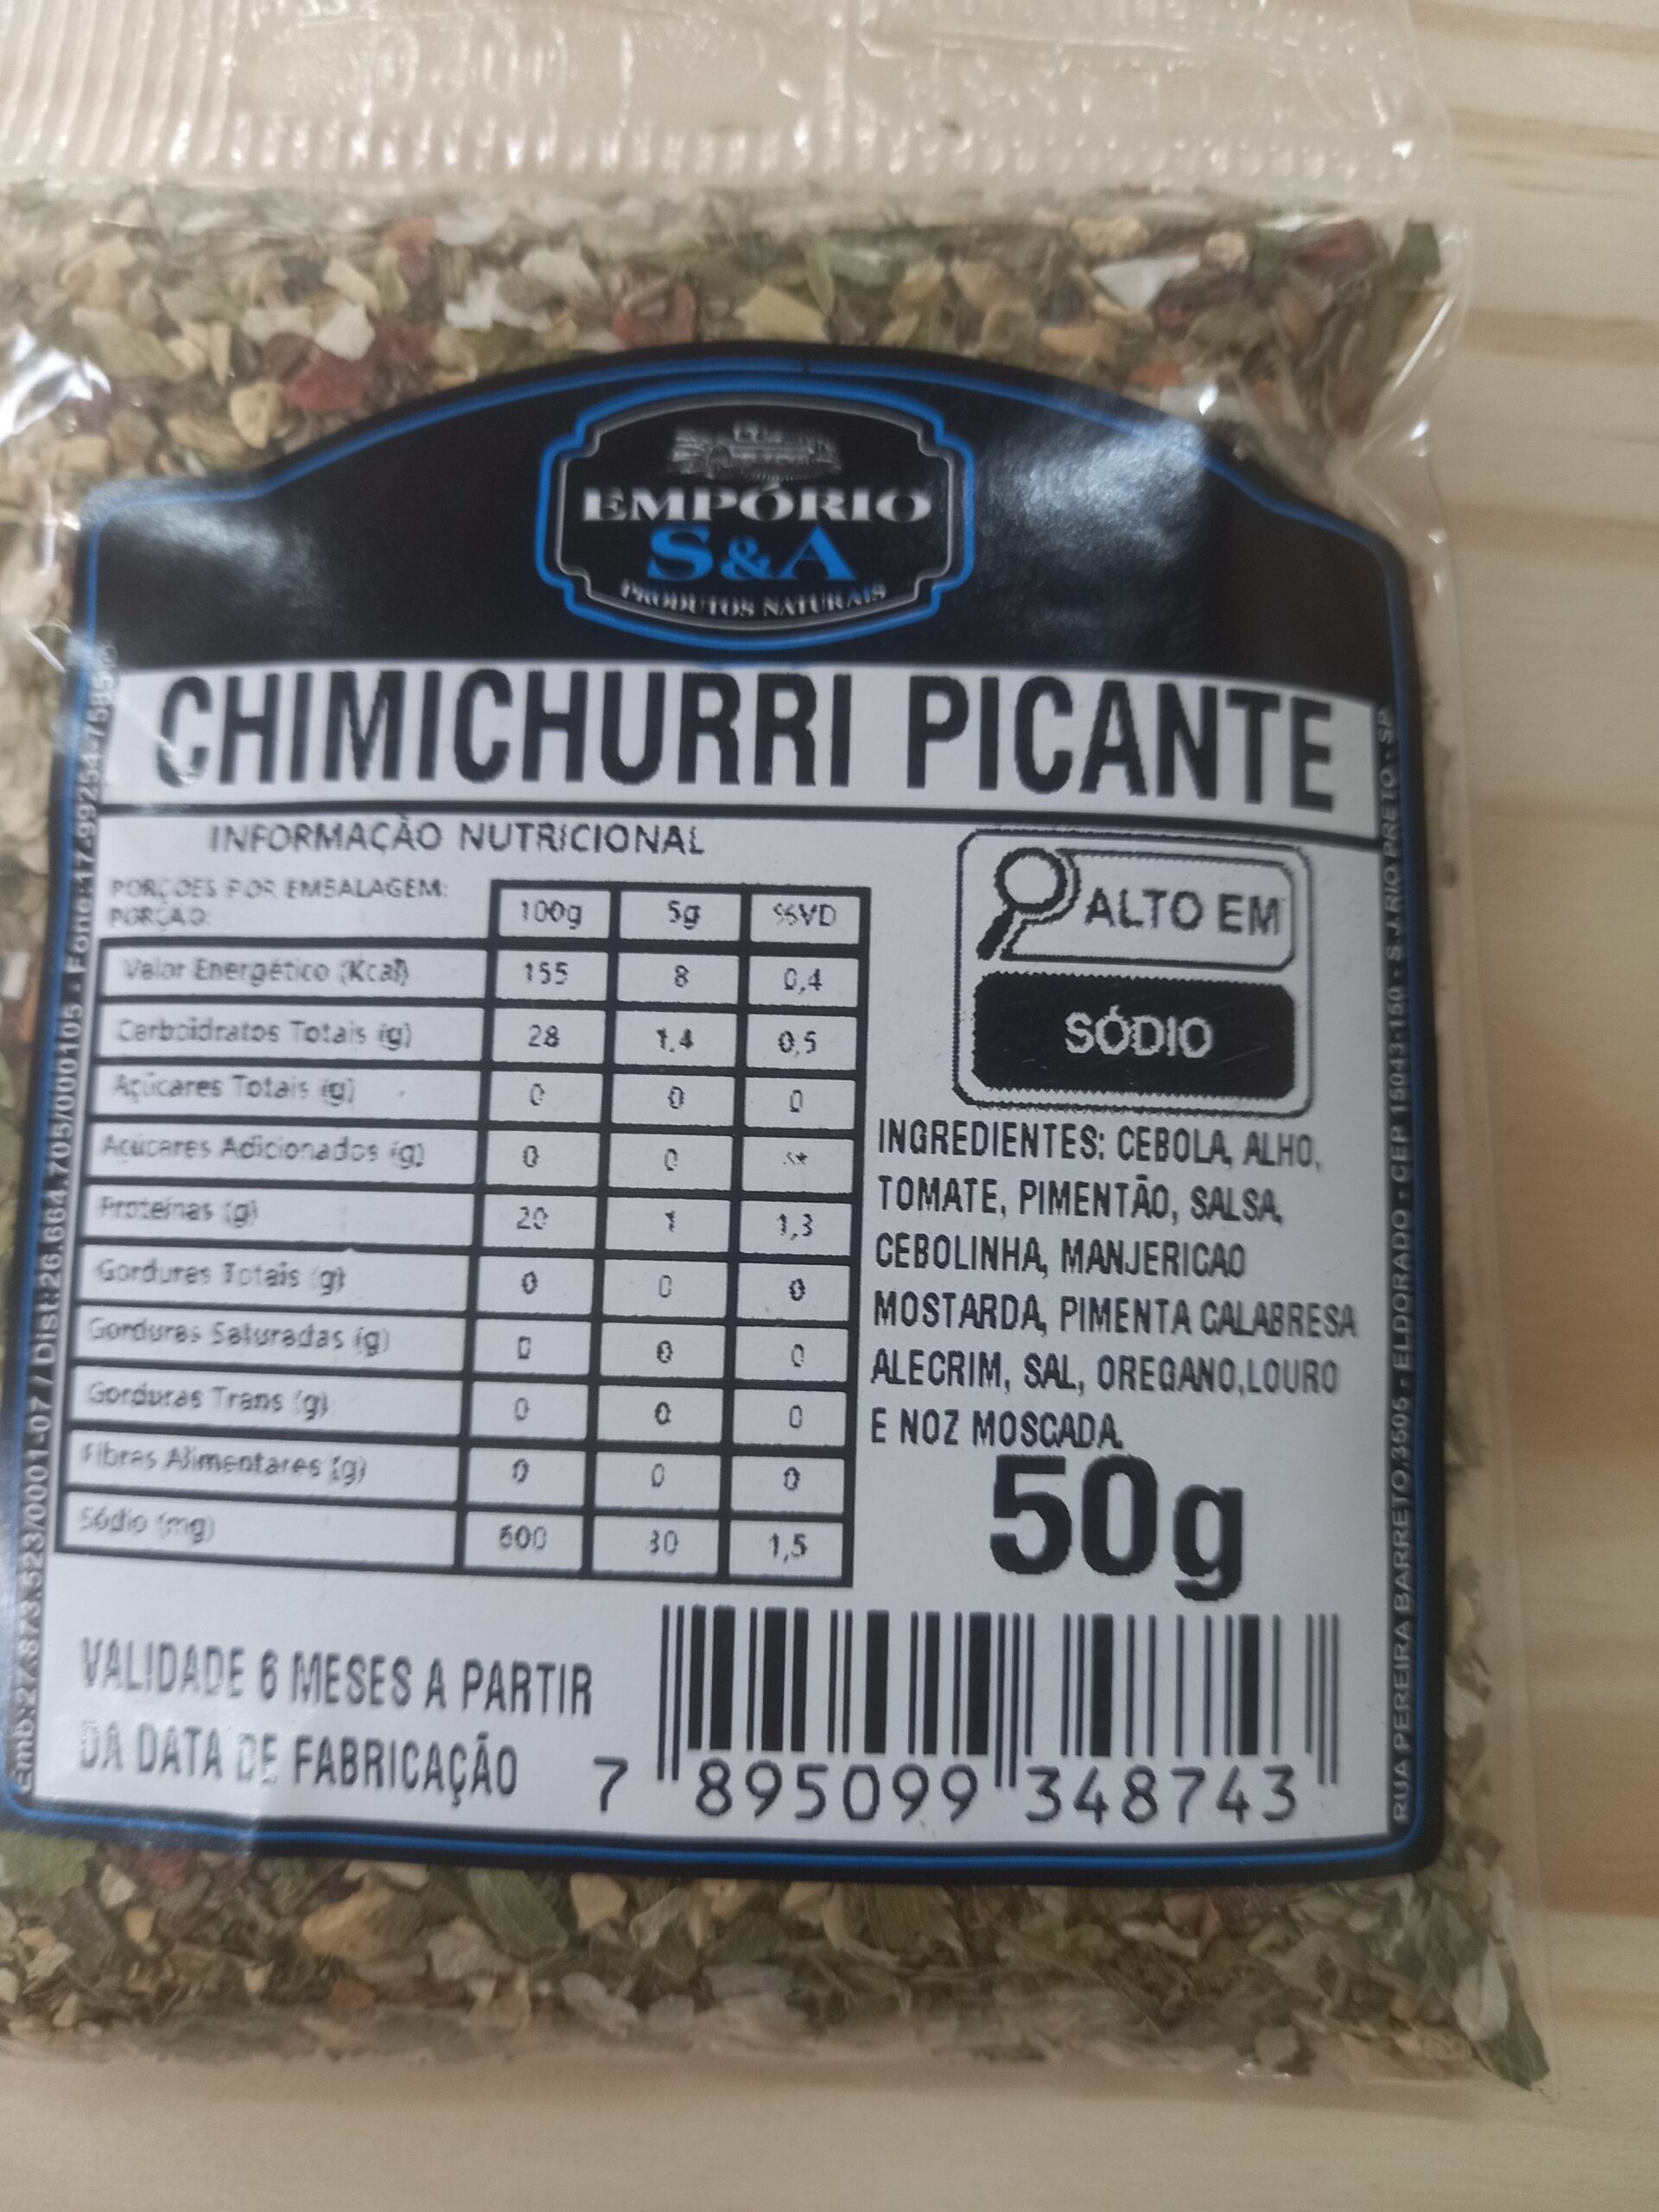 EMPÓRIO
S&A
PRODUTOS NATURAIS
CHIMICHURRI PICANTE
INFORMAÇÃO NUTRICIONAL
PORÇÕES POR EMBALAGEM:
PORÇÃO:
100g 5g %VD
Valor Energético (Kcal) 155 8 0,4
Carboidratos Totais (g) 28 1,4 0,5
Açúcares Totais (g) 0 0 0
Açúcares Adicionados (g) 0 0 **
Proteínas (g) 20 1 1,3
Gorduras Totais (g) 0 0 0
Gorduras Saturadas (g) 0 0 0
Gorduras Trans (g) 0 0 0
Fibras Alimentares (g) 0 0 0
Sódio (mg) 600 30 1,5
ALTO EM
SÓDIO
INGREDIENTES: CEBOLA, ALHO,
TOMATE, PIMENTÃO, SALSA,
CEBOLINHA, MANJERICAO
MOSTARDA, PIMENTA CALABRESA
ALECRIM, SAL, OREGANO,LOURO
E NOZ MOSCADA.
50g
VALIDADE 6 MESES A PARTIR
DA DATA DE FABRICAÇÃO
7 895099 348743
RUA PEREIRA BARRETO,3505 - ELDORADO - CEP 15043-150 - S.J.RIO PRETO - SP